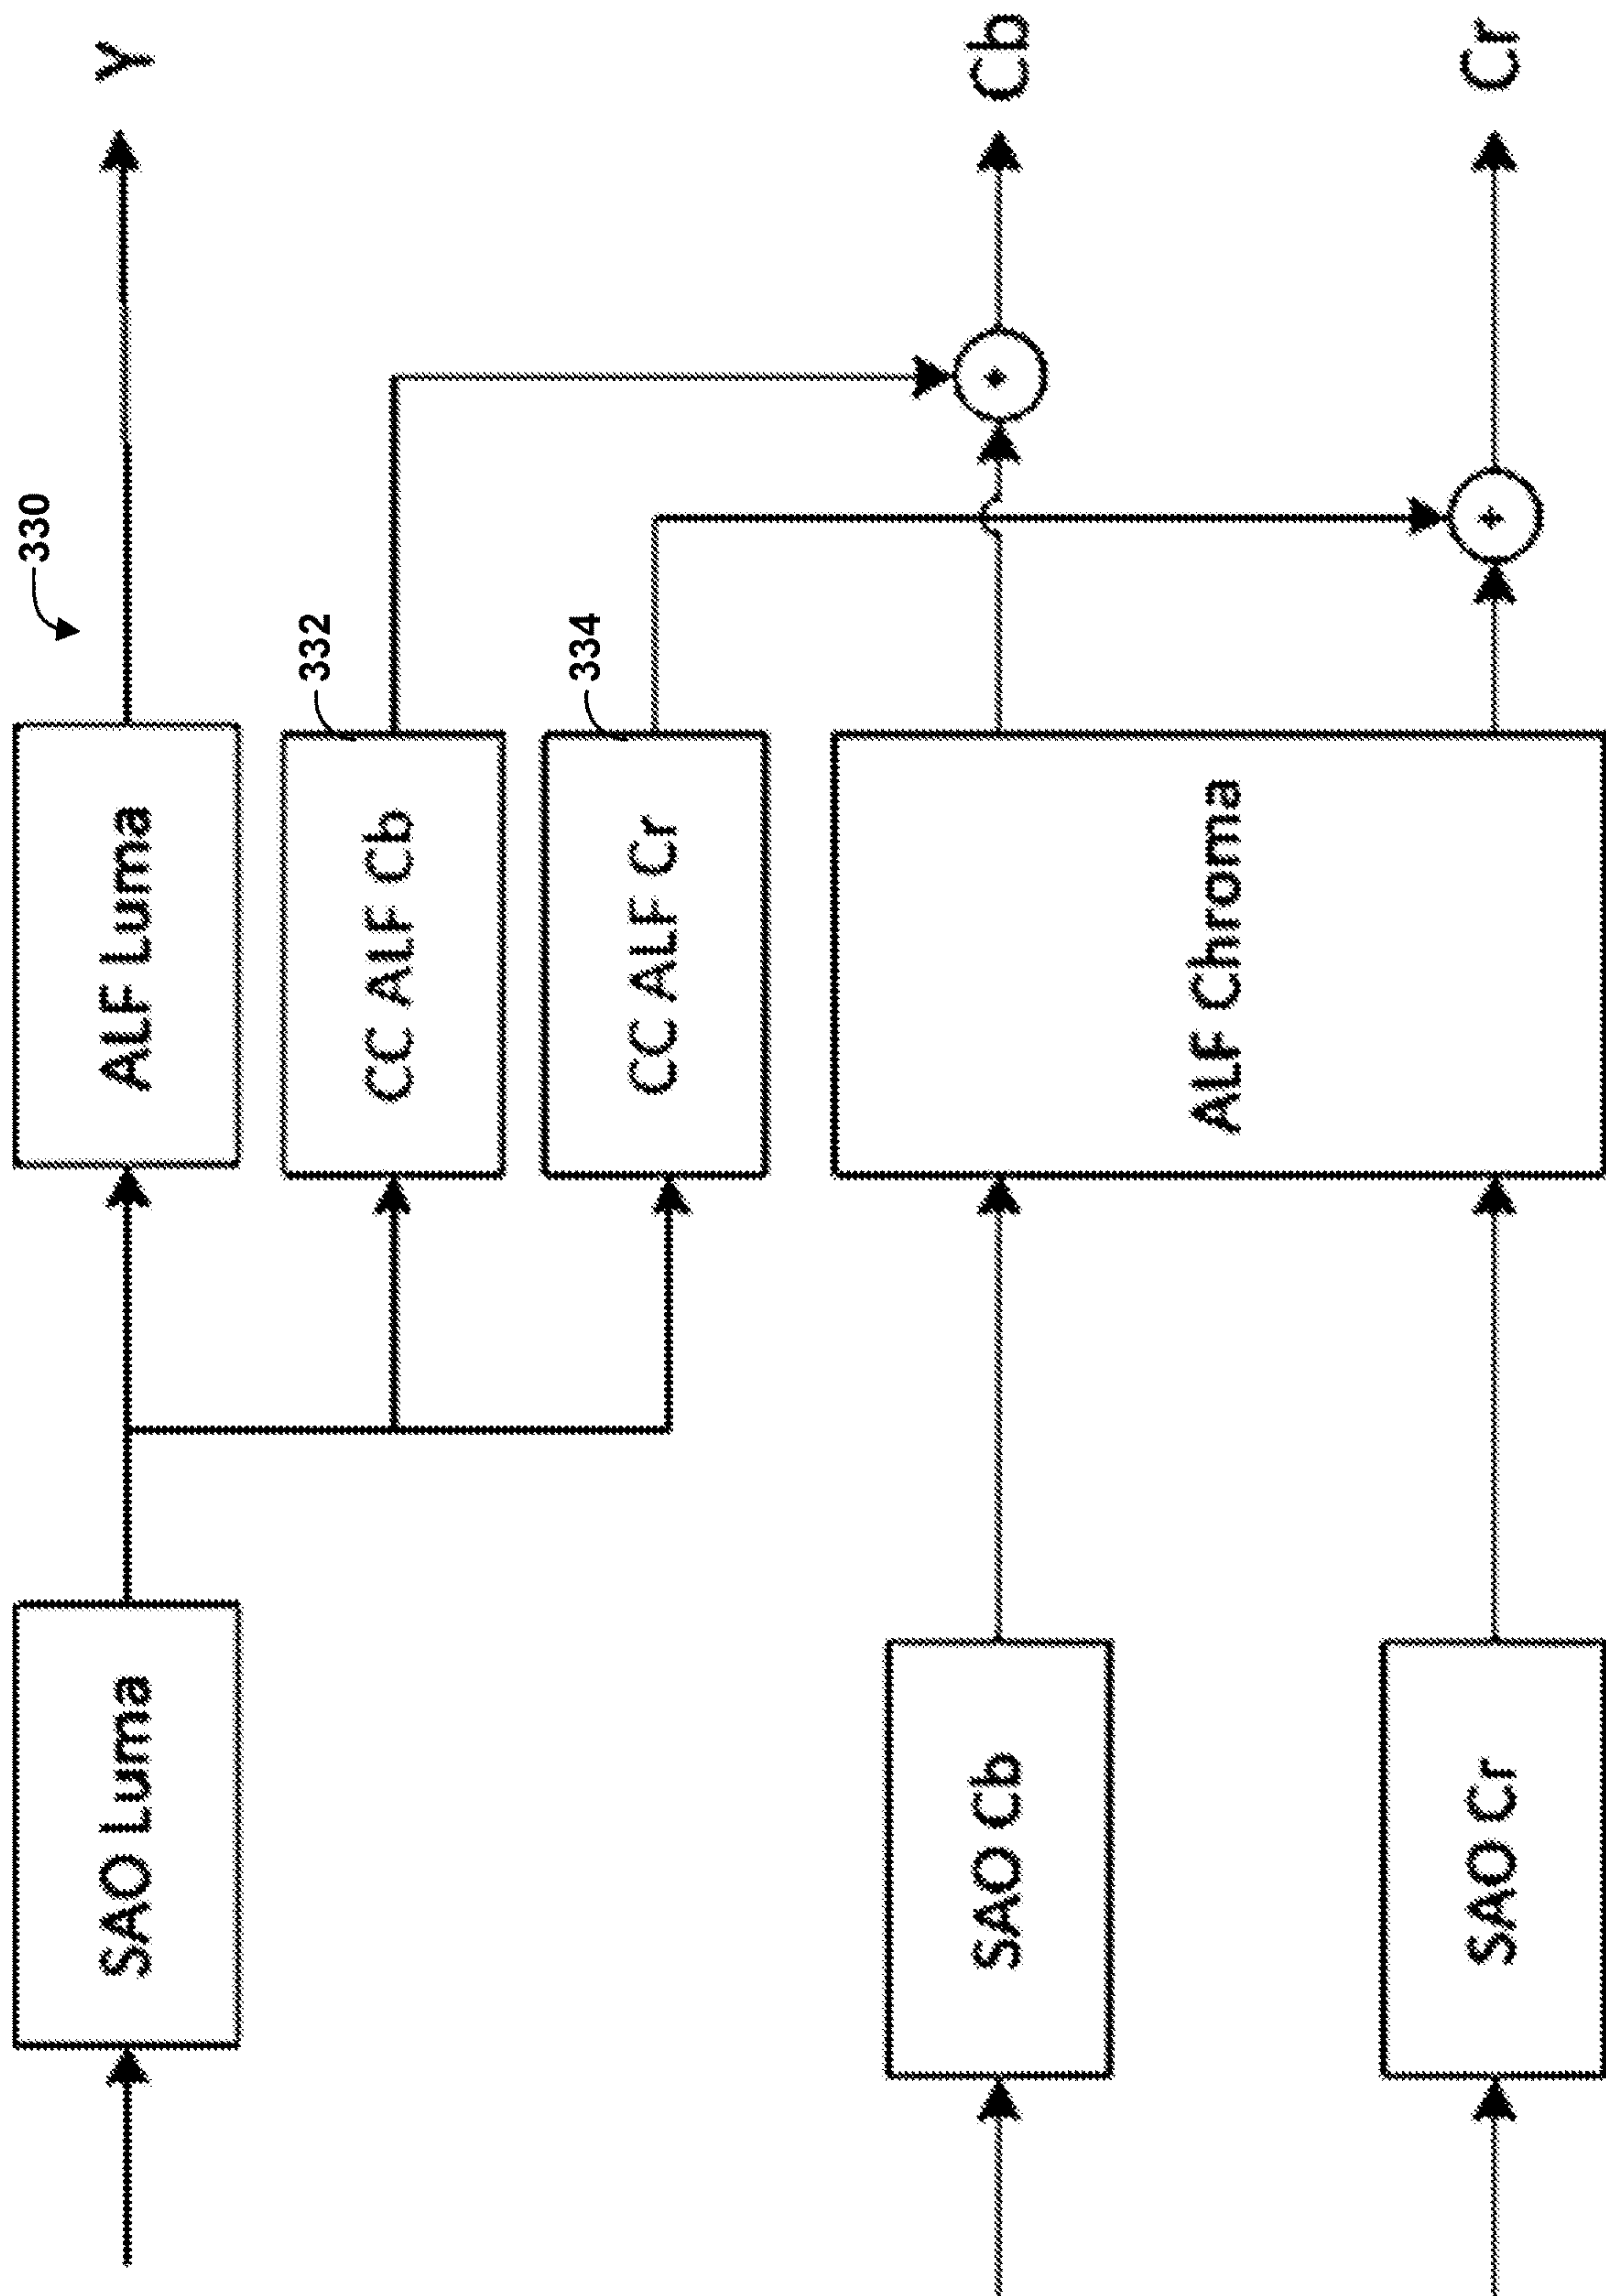 330
SAO Luma
ALF Luma
Y
332
CC ALF Cb
334
CC ALF Cr
SAO Cb
ALF Chroma
+
Cb
SAO Cr
+
Cr